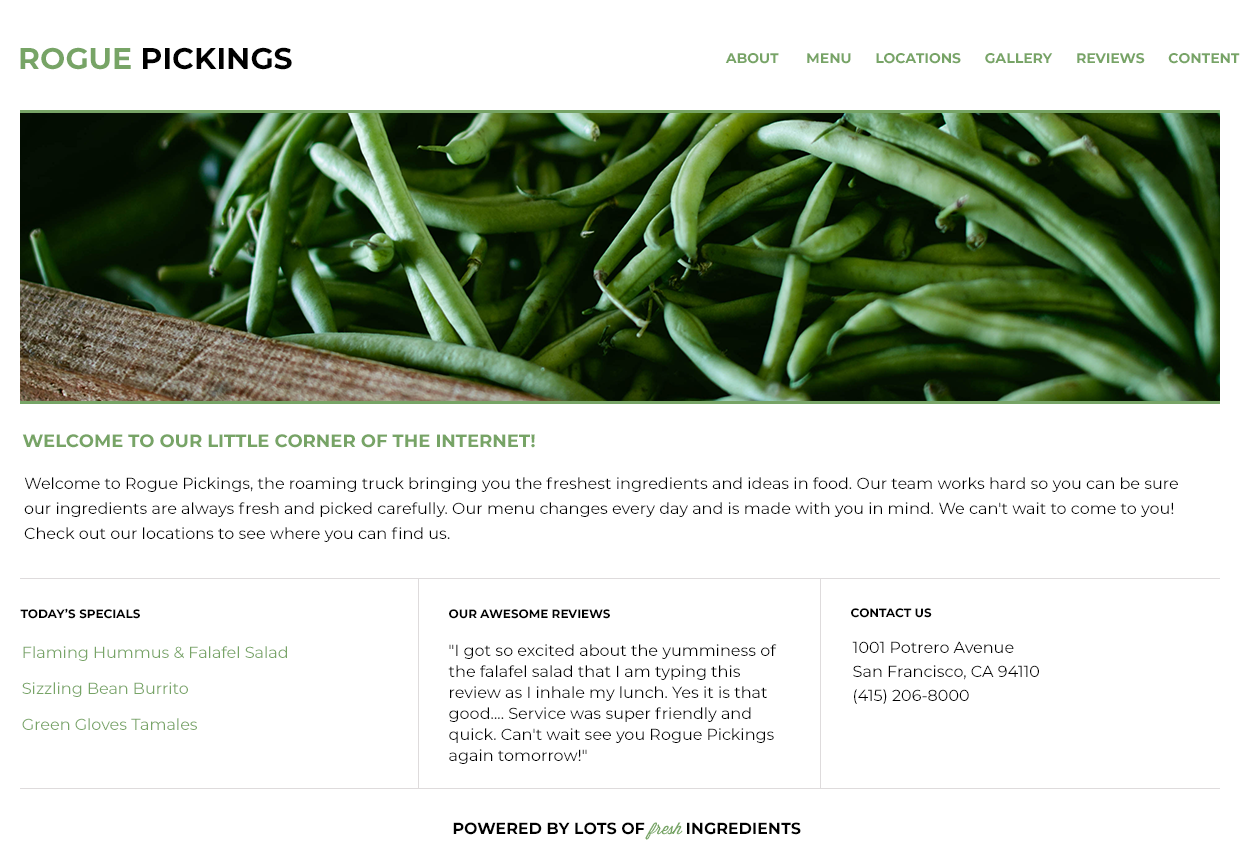 ROGUE PICKINGS
ABOUT MENU LOCATIONS GALLERY REVIEWS CONTENT
WELCOME TO OUR LITTLE CORNER OF THE INTERNET!
Welcome to Rogue Pickings, the roaming truck bringing you the freshest ingredients and ideas in food. Our team works hard so you can be sure
our ingredients are always fresh and picked carefully. Our menu changes every day and is made with you in mind. We can't wait to come to you!
Check out our locations to see where you can find us.
TODAY’S SPECIALS
Flaming Hummus & Falafel Salad
Sizzling Bean Burrito
Green Gloves Tamales
OUR AWESOME REVIEWS
"I got so excited about the yumminess of
the falafel salad that I am typing this
review as I inhale my lunch. Yes it is that
good.... Service was super friendly and
quick. Can't wait see you Rogue Pickings
again tomorrow!"
CONTACT US
1001 Potrero Avenue
San Francisco, CA 94110
(415) 206-8000
POWERED BY LOTS OF fresh INGREDIENTS